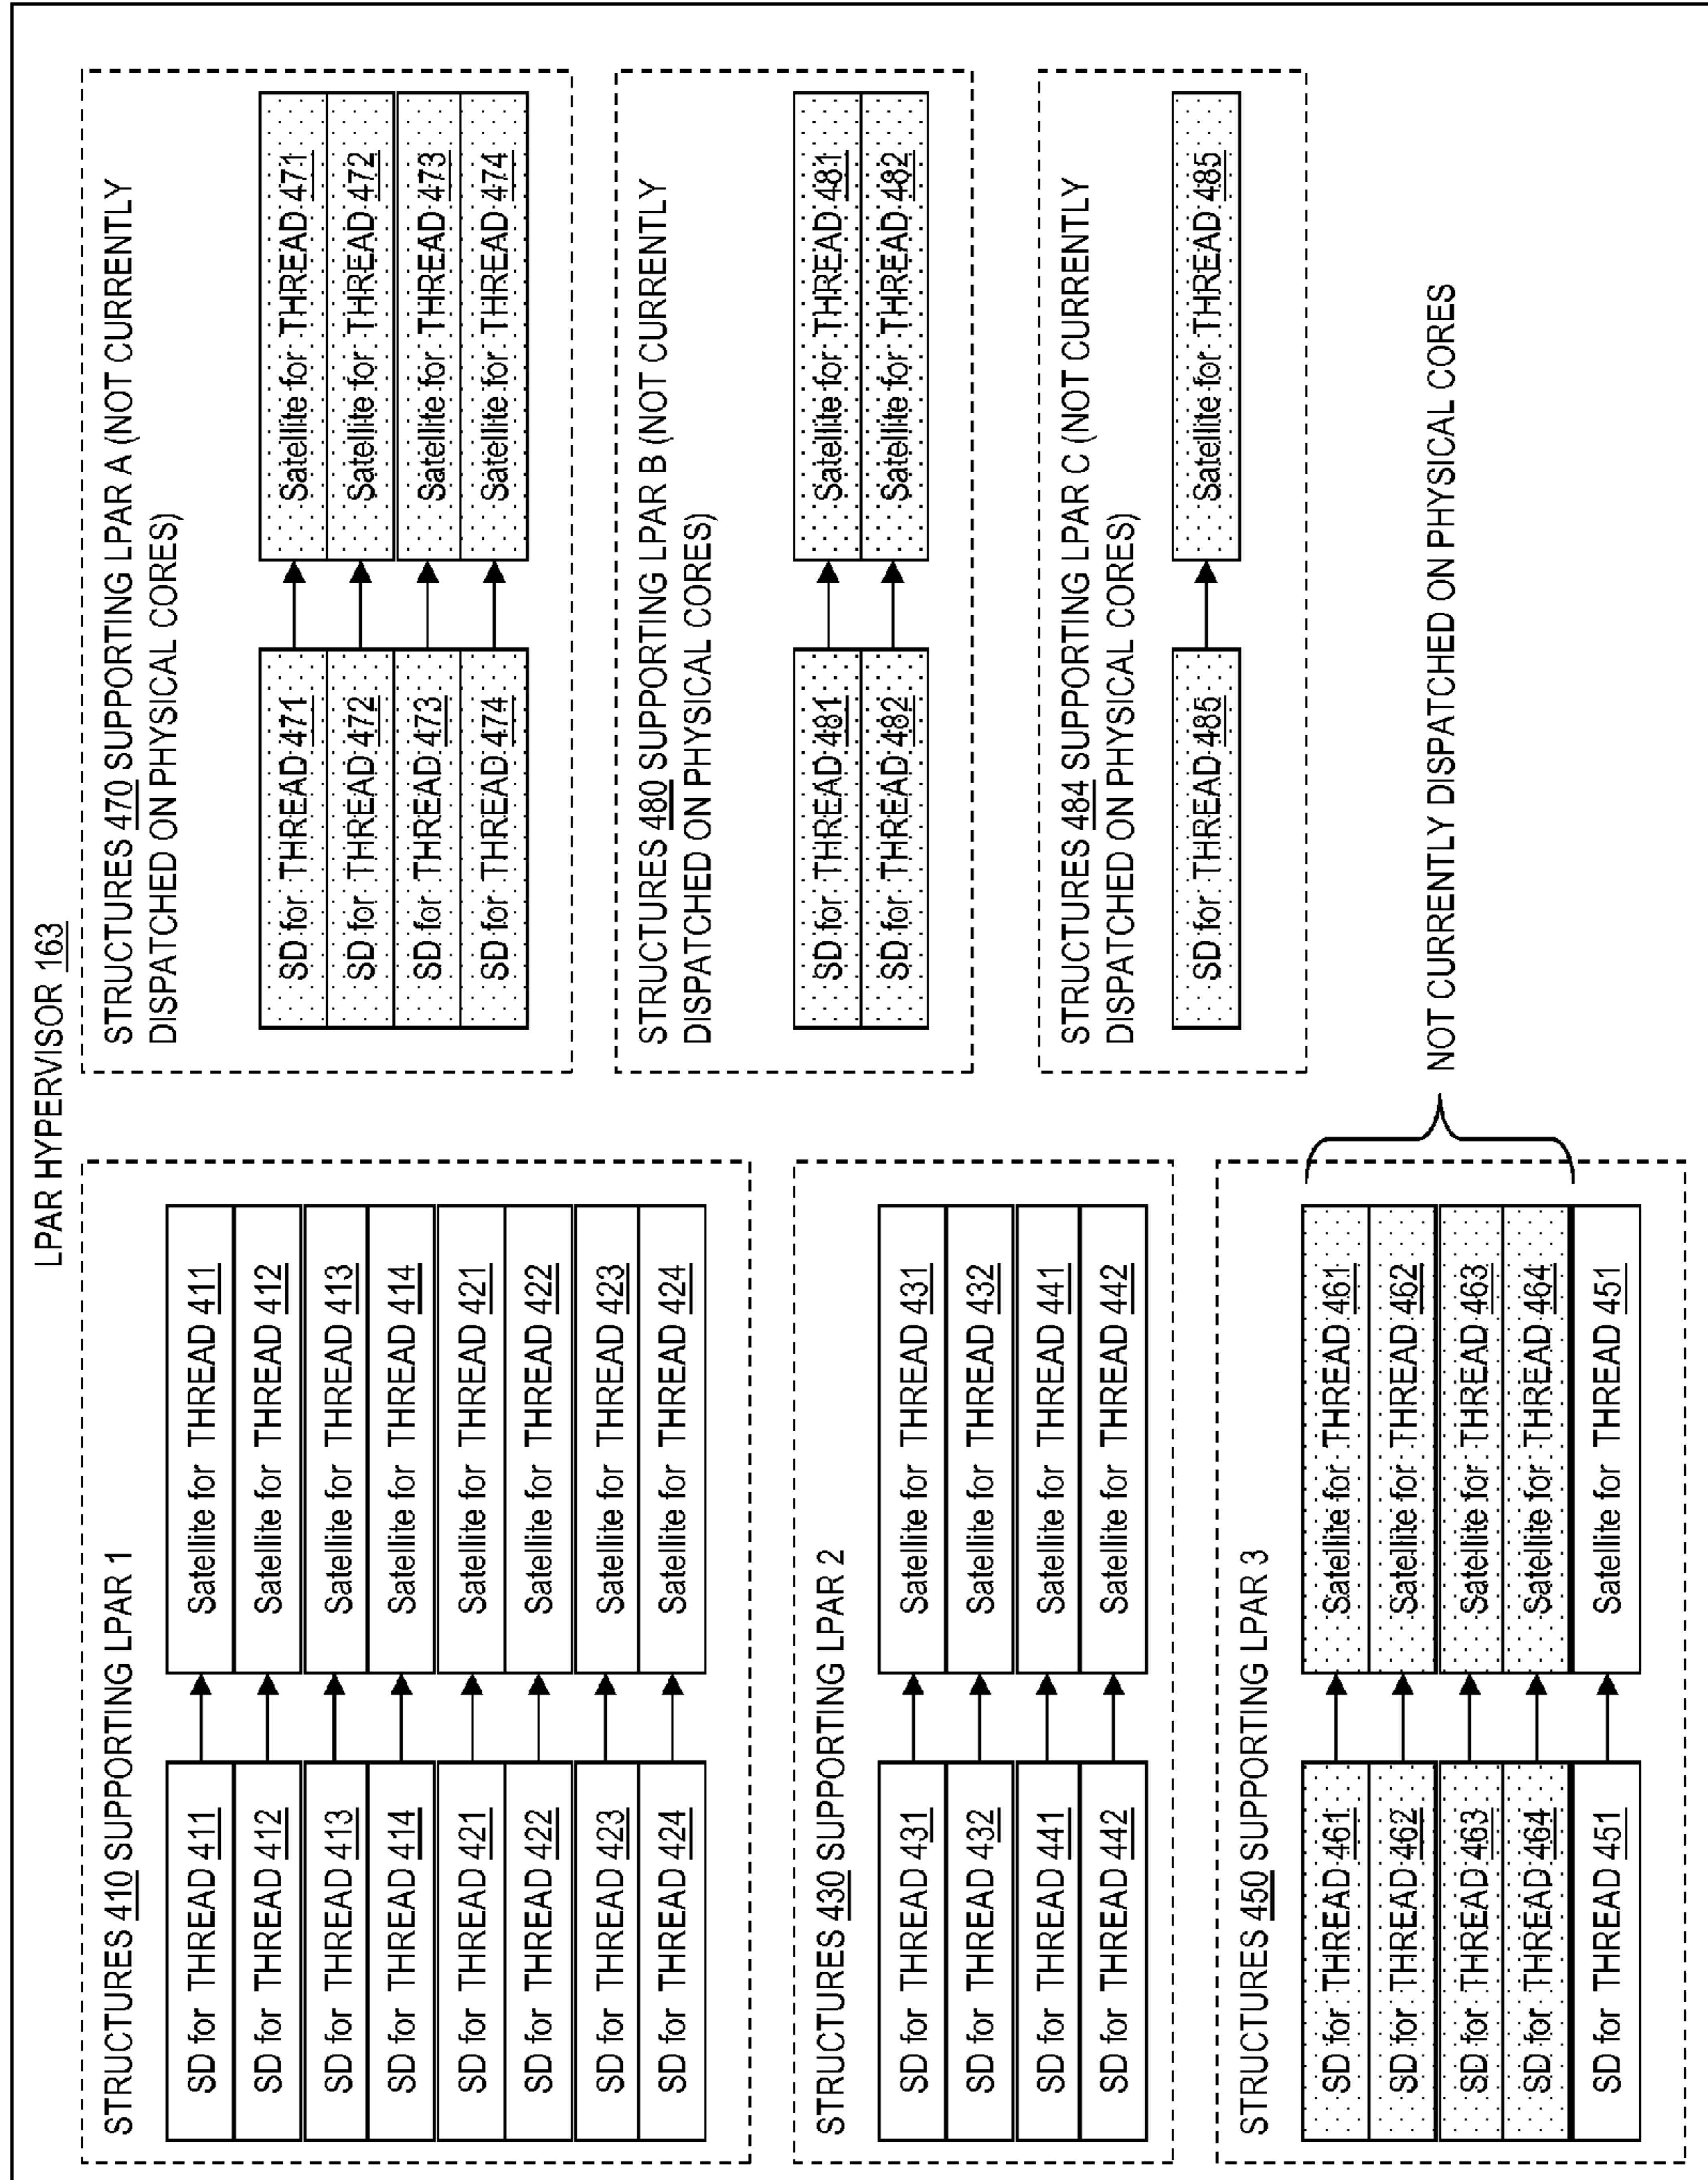 LPAR HYPERVISOR 163
STRUCTURES 410 SUPPORTING LPAR 1
SD for THREAD 411
Satellite for THREAD 411
SD for THREAD 412
Satellite for THREAD 412
SD for THREAD 413
Satellite for THREAD 413
SD for THREAD 414
Satellite for THREAD 414
SD for THREAD 421
Satellite for THREAD 421
SD for THREAD 422
Satellite for THREAD 422
SD for THREAD 423
Satellite for THREAD 423
SD for THREAD 424
Satellite for THREAD 424
STRUCTURES 430 SUPPORTING LPAR 2
SD for THREAD 431
Satellite for THREAD 431
SD for THREAD 432
Satellite for THREAD 432
SD for THREAD 441
Satellite for THREAD 441
SD for THREAD 442
Satellite for THREAD 442
STRUCTURES 450 SUPPORTING LPAR 3
SD for THREAD 461
Satellite for THREAD 461
SD for THREAD 462
Satellite for THREAD 462
SD for THREAD 463
Satellite for THREAD 463
SD for THREAD 464
Satellite for THREAD 464
SD for THREAD 451
Satellite for THREAD 451
STRUCTURES 470 SUPPORTING LPAR A (NOT CURRENTLY
DISPATCHED ON PHYSICAL CORES)
SD for THREAD 471
Satellite for THREAD 471
SD for THREAD 472
Satellite for THREAD 472
SD for THREAD 473
Satellite for THREAD 473
SD for THREAD 474
Satellite for THREAD 474
STRUCTURES 480 SUPPORTING LPAR B (NOT CURRENTLY
DISPATCHED ON PHYSICAL CORES)
SD for THREAD 481
Satellite for THREAD 481
SD for THREAD 482
Satellite for THREAD 482
STRUCTURES 484 SUPPORTING LPAR C (NOT CURRENTLY
DISPATCHED ON PHYSICAL CORES)
SD for THREAD 485
Satellite for THREAD 485
NOT CURRENTLY DISPATCHED ON PHYSICAL CORES